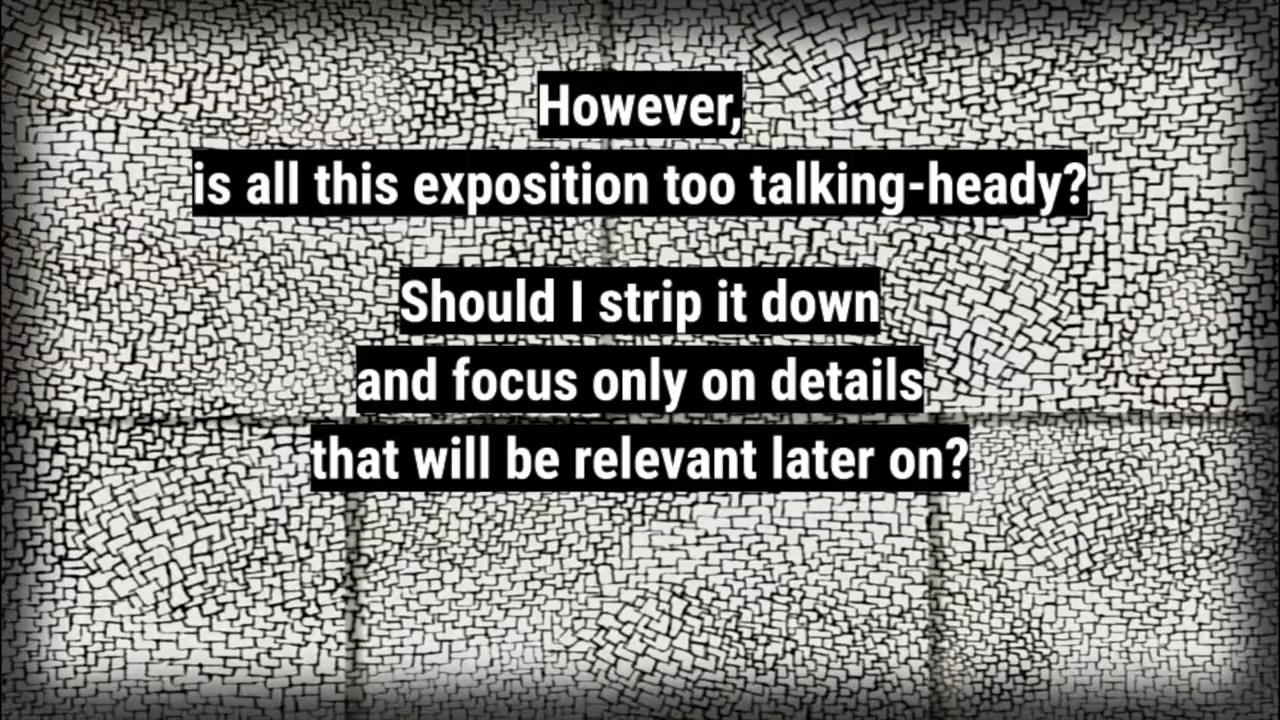 However,
is all this exposition too talking-heady?
Should I strip it down
and focus only on details
that will be relevant later on?